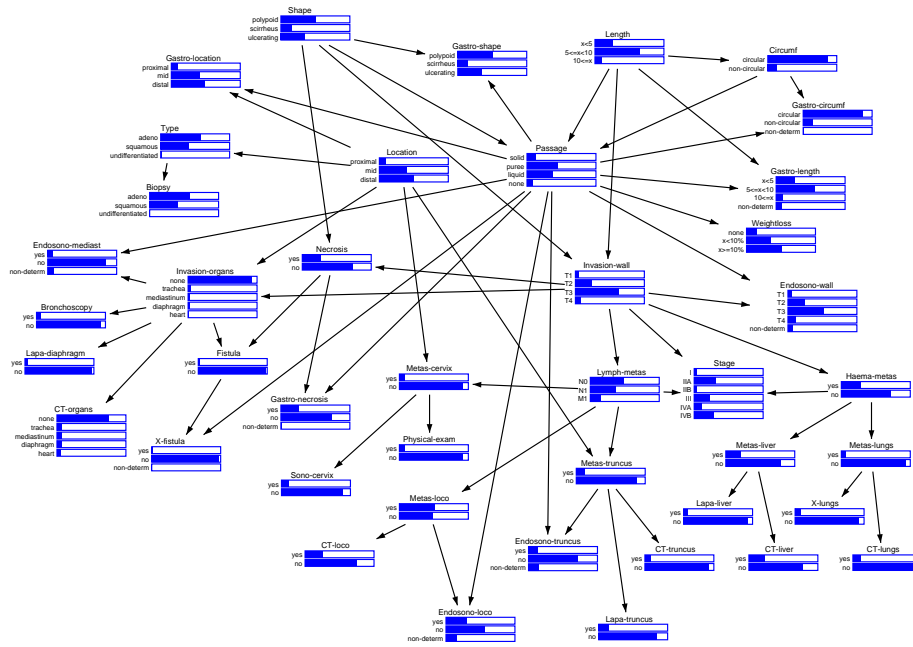 Shape
polypoid
scirrheus
ulcerating
Gastro-shape
polypoid
scirrheus
ulcerating
Length
x<5
5<=x<10
10<=x
Circumf
circular
non-circular
Gastro-location
proximal
mid
distal
Gastro-circumf
circular
non-circular
non-determ
Type
adeno
squamous
undifferentiated
Location
proximal
mid
distal
Passage
solid
puree
liquid
none
Gastro-length
x<5
5<=x<10
10<=x
non-determ
Biopsy
adeno
squamous
undifferentiated
Weightloss
none
x<10%
x>=10%
Endosono-mediast
yes
no
non-determ
Necrosis
yes
no
Invasion-organs
none
trachea
mediastinum
diaphragm
heart
Invasion-wall
T1
T2
T3
T4
Endosono-wall
T1
T2
T3
T4
non-determ
Bronchoscopy
yes
no
Lapa-diaphragm
yes
no
Fistula
yes
no
Metas-cervix
yes
no
Lymph-metas
N0
N1
M1
Stage
I
IIA
IIB
III
IVA
IVB
Haema-metas
yes
no
Gastro-necrosis
yes
no
non-determ
CT-organs
none
trachea
mediastinum
diaphragm
heart
X-fistula
yes
no
non-determ
Physical-exam
yes
no
Metas-liver
yes
no
Metas-lungs
yes
no
Sono-cervix
yes
no
Metas-truncus
yes
no
Metas-loco
yes
no
Lapa-liver
yes
no
X-lungs
yes
no
CT-loco
yes
no
Endosono-truncus
yes
no
non-determ
CT-truncus
yes
no
CT-liver
yes
no
CT-lungs
yes
no
Endosono-loco
yes
no
non-determ
Lapa-truncus
yes
no